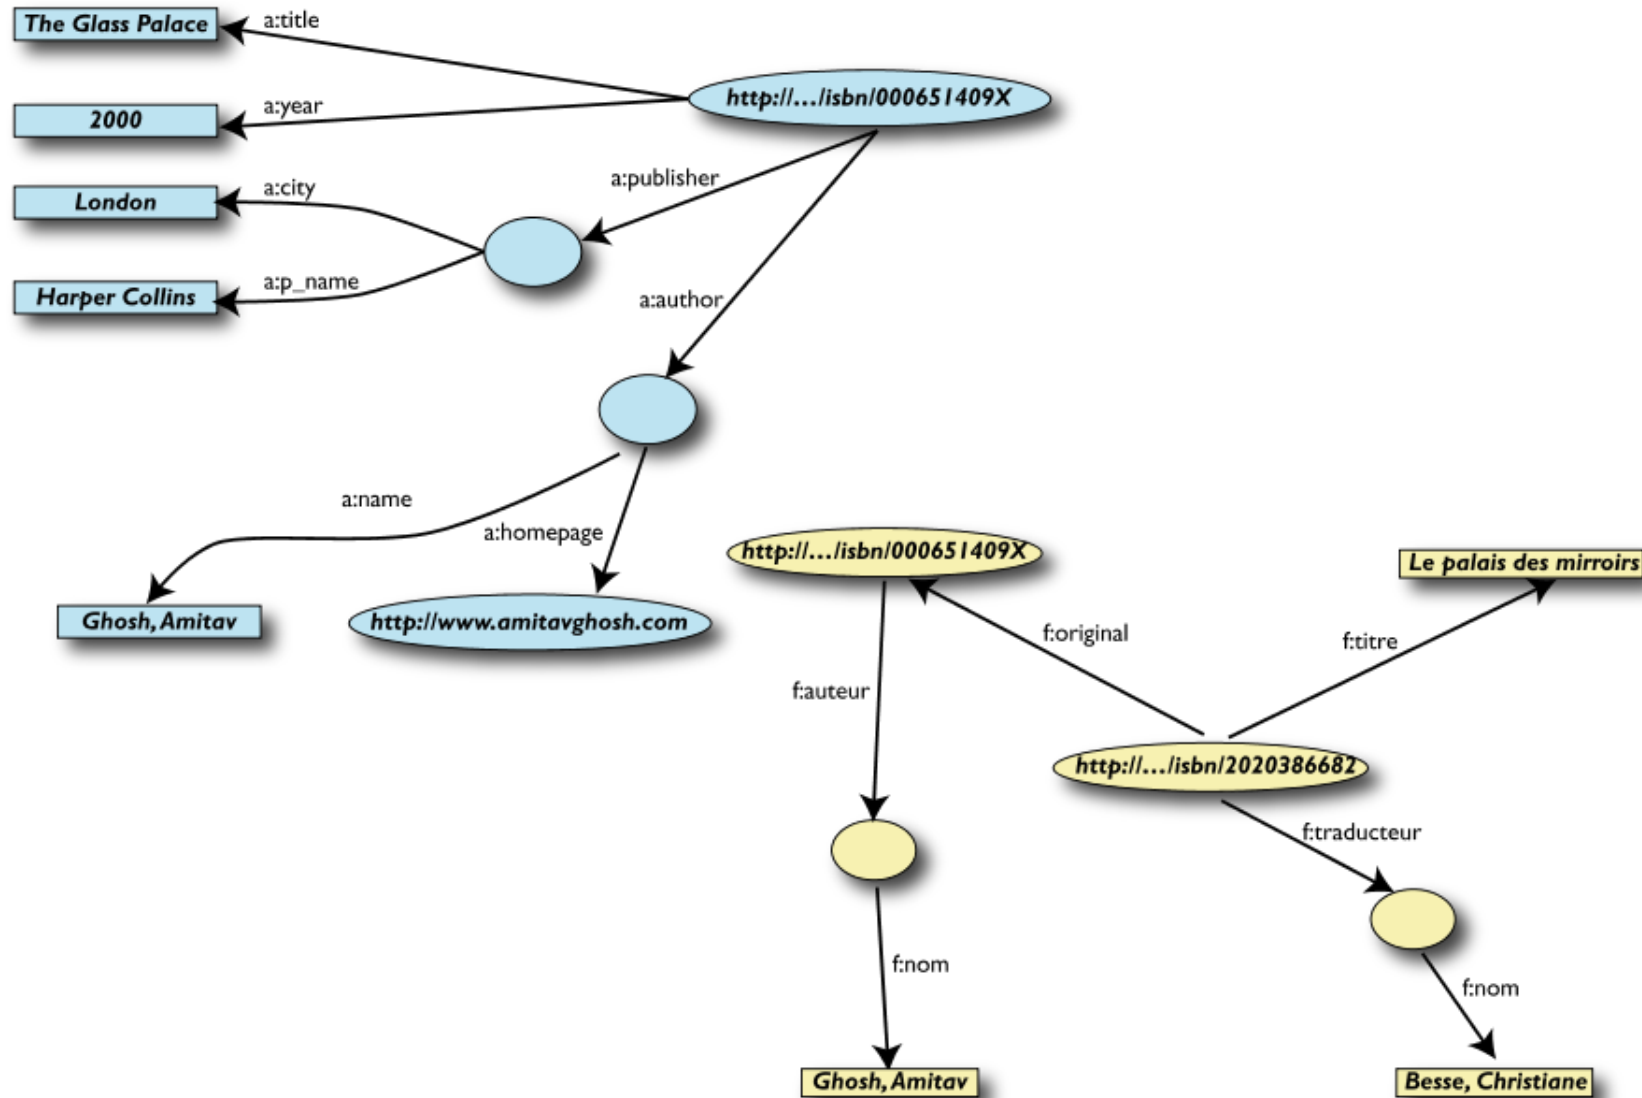 The Glass Palace
a:title
http://.../isbn/000651409X
2000
a:year
a:publisher
London
a:city
Harper Collins
a:p_name
a:author
a:name
a:homepage
Ghosh, Amitav
http://www.amitavghosh.com
http://.../isbn/000651409X
Le palais des mirroirs
f:original
f:titre
f:auteur
http://.../isbn/2020386682
f:traducteur
f:nom
f:nom
Ghosh, Amitav
Besse, Christiane